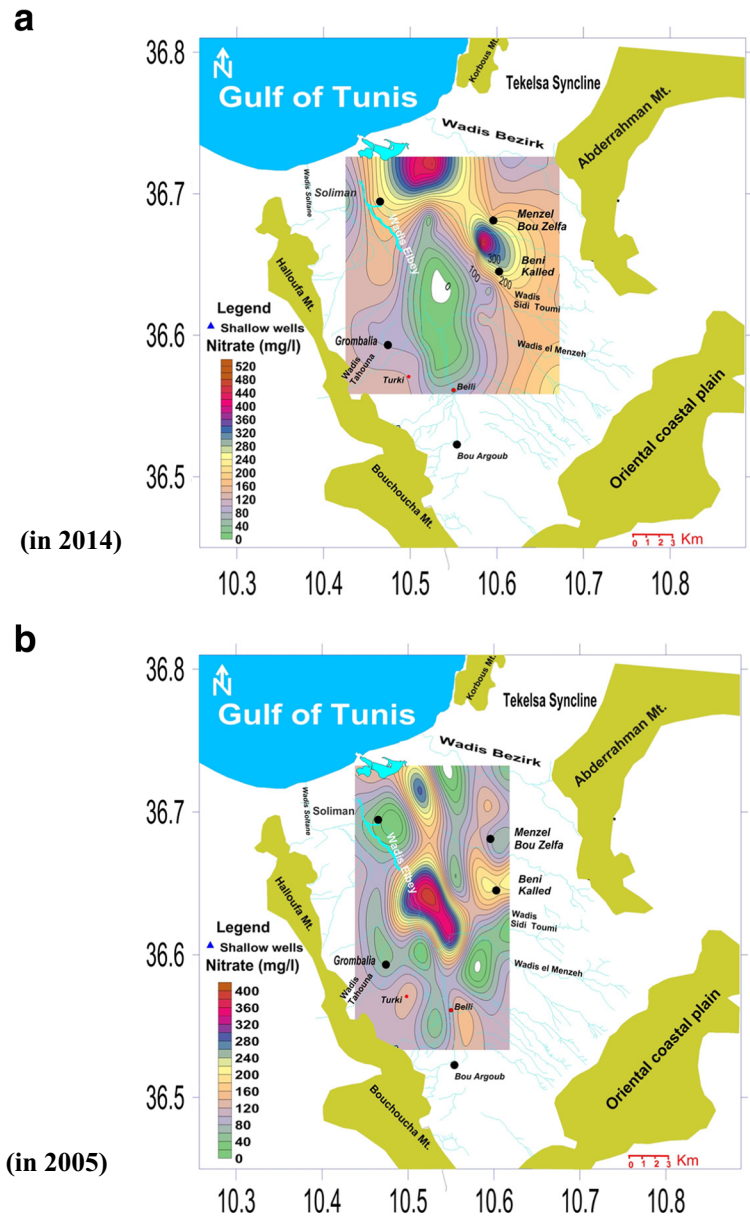 a
36.8
36.7
36.6
36.5
N
Gulf of Tunis
Korbous Mt.
Tekelsa Syncline
Abderrahman Mt.
Wadis Bezirk
Wadis Soltane
Soliman
Wadis Elbey
Menzel
Bou Zelfa
Beni
Kalled
300
100
200
0
Wadis
Sidi Toumi
Halloufa Mt.
Wadis el Menzeh
Grombalia
Wadis
Tahouna
Turki
Belli
Bou Argoub
Oriental coastal plain
Bouchoucha Mt.
Legend
Shallow wells
Nitrate (mg/l)
520
480
440
400
360
320
280
240
200
160
120
80
40
0
(in 2014)
0 1 2 3 Km
10.3 10.4 10.5 10.6 10.7 10.8
b
36.8
36.7
36.6
36.5
N
Gulf of Tunis
Korbous Mt.
Tekelsa Syncline
Abderrahman Mt.
Wadis Bezirk
Wadis Soltane
Soliman
Wadis Elbey
Menzel
Bou Zelfa
Beni
Kalled
Wadis
Sidi Toumi
Halloufa Mt.
Wadis el Menzeh
Grombalia
Wadis
Tahouna
Turki
Belli
Bou Argoub
Oriental coastal plain
Bouchoucha Mt.
Legend
Shallow wells
Nitrate (mg/l)
400
360
320
280
240
200
160
120
80
40
0
(in 2005)
0 1 2 3 Km
10.3 10.4 10.5 10.6 10.7 10.8